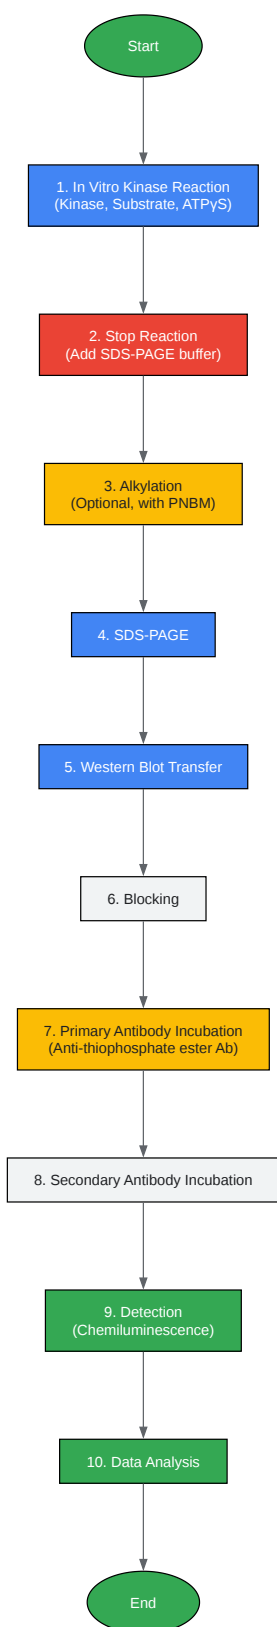 Start
1. In Vitro Kinase Reaction
(Kinase, Substrate, ATPγS)
2. Stop Reaction
(Add SDS-PAGE buffer)
3. Alkylation
(Optional, with PNBM)
4. SDS-PAGE
5. Western Blot Transfer
6. Blocking
7. Primary Antibody Incubation
(Anti-thiophosphate ester Ab)
8. Secondary Antibody Incubation
9. Detection
(Chemiluminescence)
10. Data Analysis
End